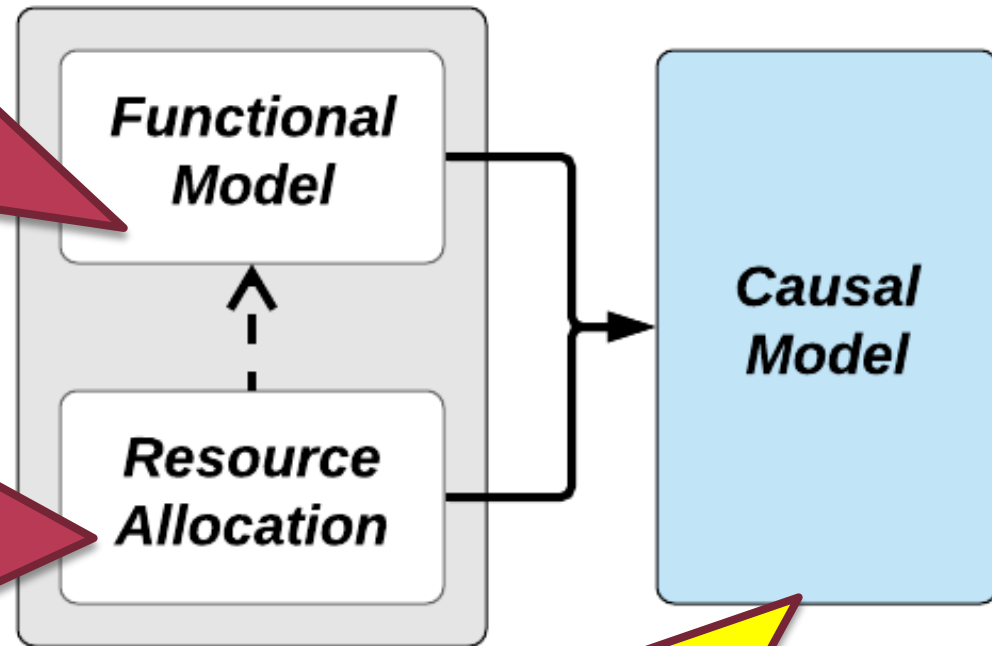 Functional
Model
Causal
Model
Resource
Allocation